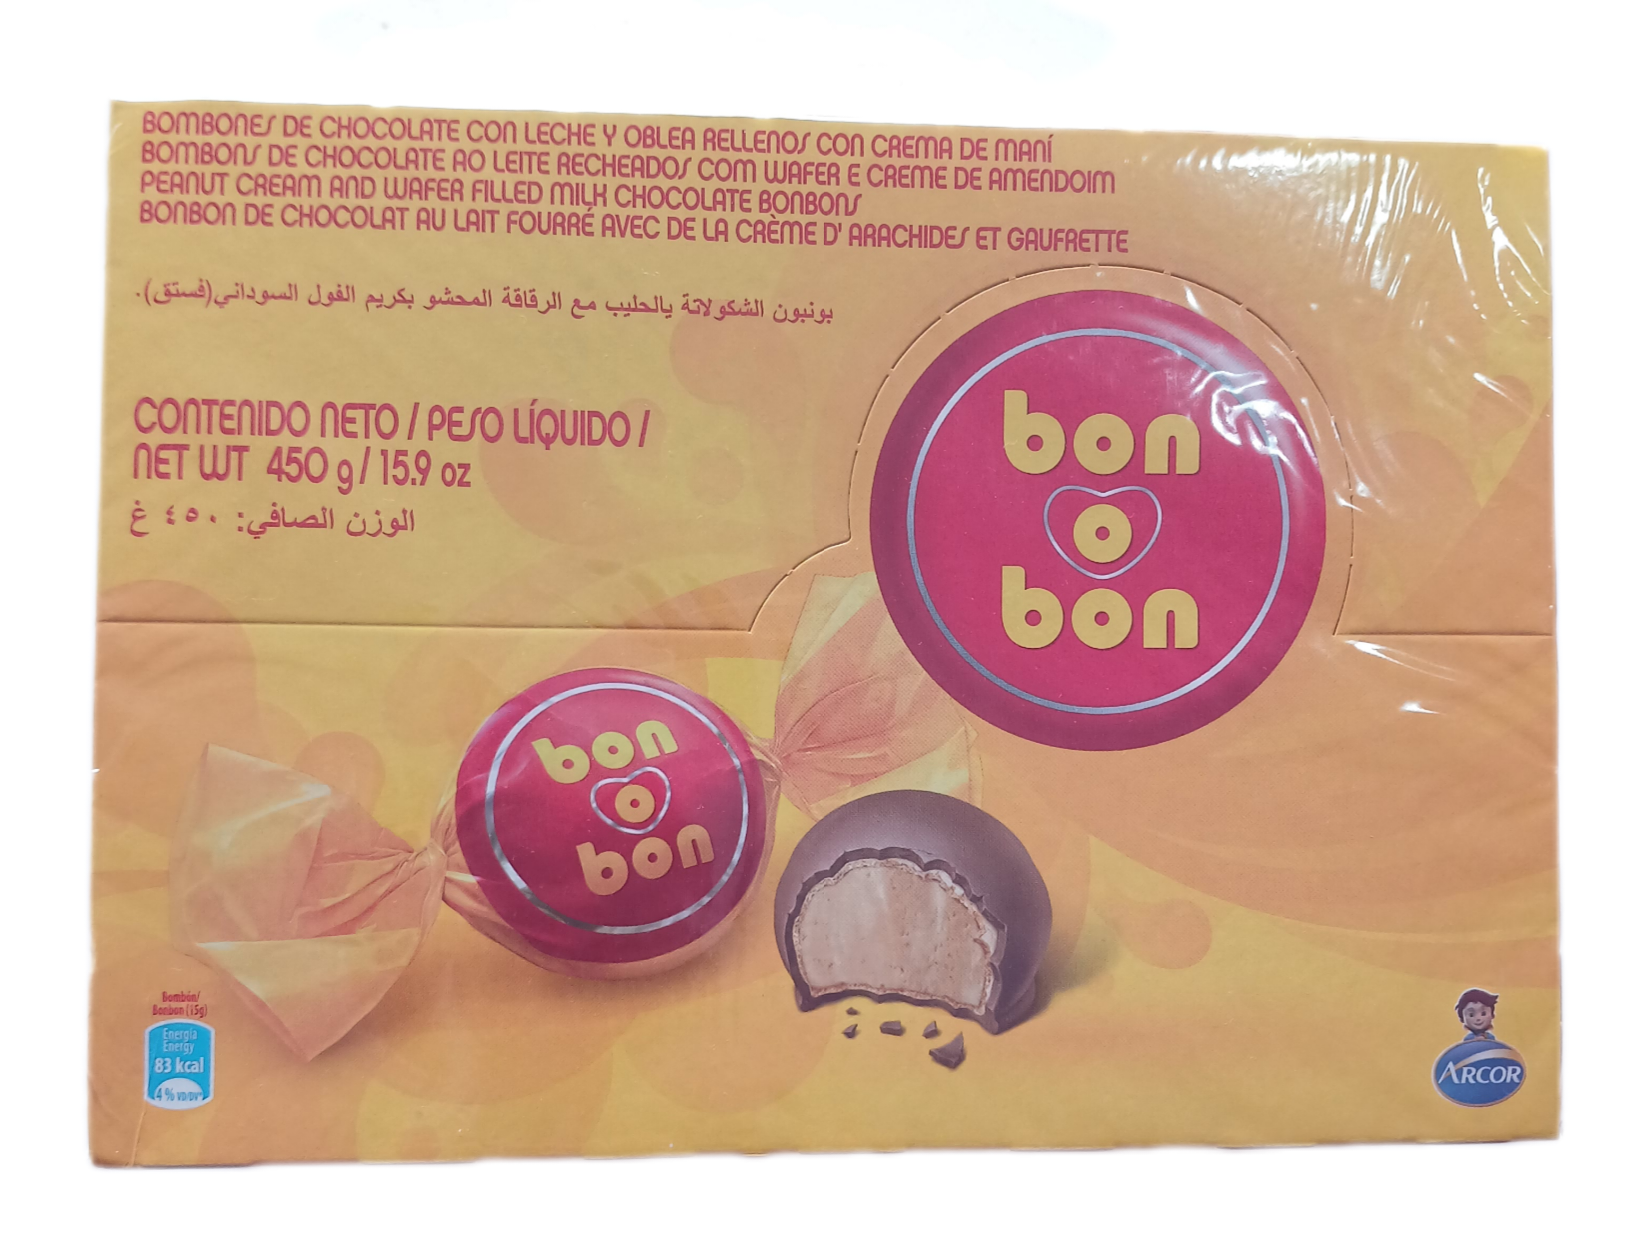 BOMBONES DE CHOCOLATE CON LECHE Y OBLEA RELLENOS CON CREMA DE MANÍ
BOMBONS DE CHOCOLATE AO LEITE RECHEADOS COM WAFER E CREME DE AMENDOIM
PEANUT CREAM AND WAFER FILLED MILK CHOCOLATE BONBONS
BONBON DE CHOCOLAT AU LAIT FOURRÉ AVEC DE LA CRÈME D' ARACHIDES ET GAUFRETTE
بونبون الشكولاتة يالحليب مع الرقاقة المحشو بكريم الفول السوداني(فستق).
CONTENIDO NETO / PESO LÍQUIDO /
NET WT 450 g / 15.9 oz
الوزن الصافي: ٤٥٠ غ
bon
o
bon
bon
o
bon
Bombón/
Bonbon (15g)
Energía
Energy
83 kcal
4% VD/DV*
ARCOR